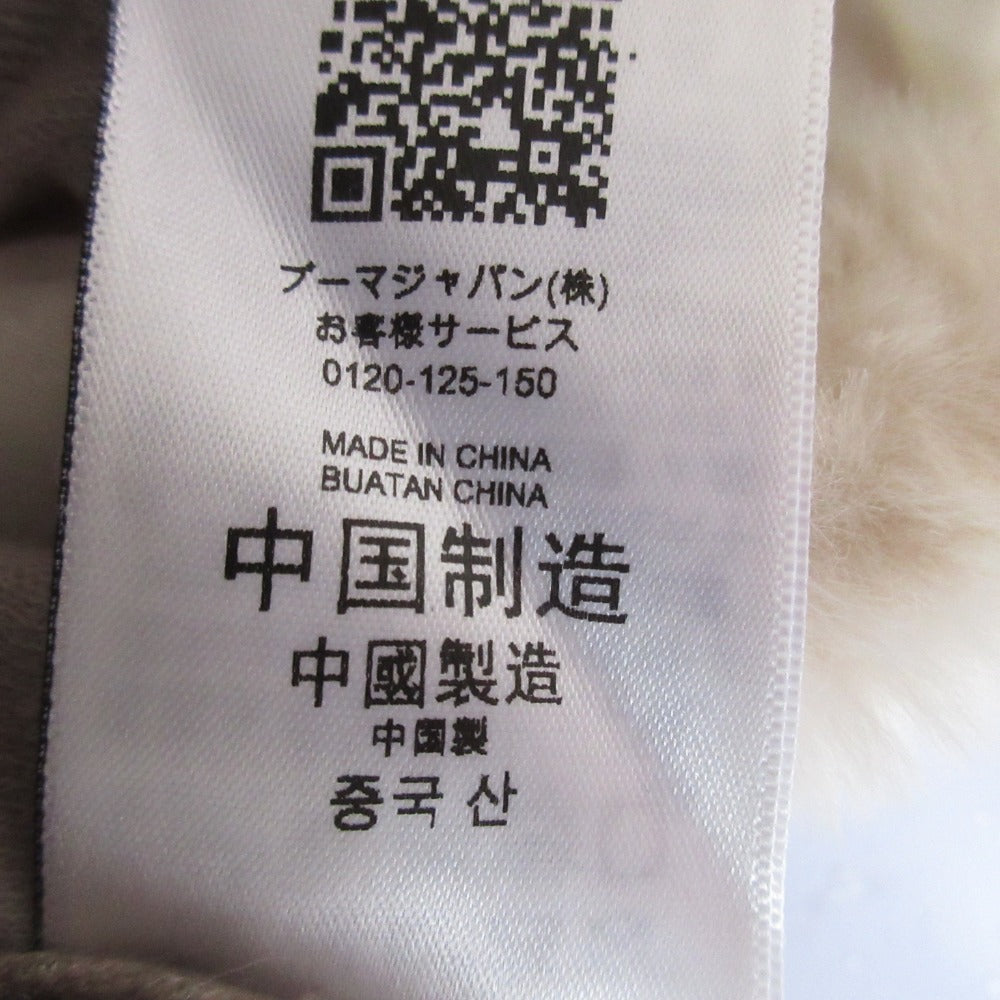 プーマジャパン(株)
お客様サービス
0120-125-150
MADE IN CHINA
BUATAN CHINA
中国制造
中國製造
中国製
중국 산